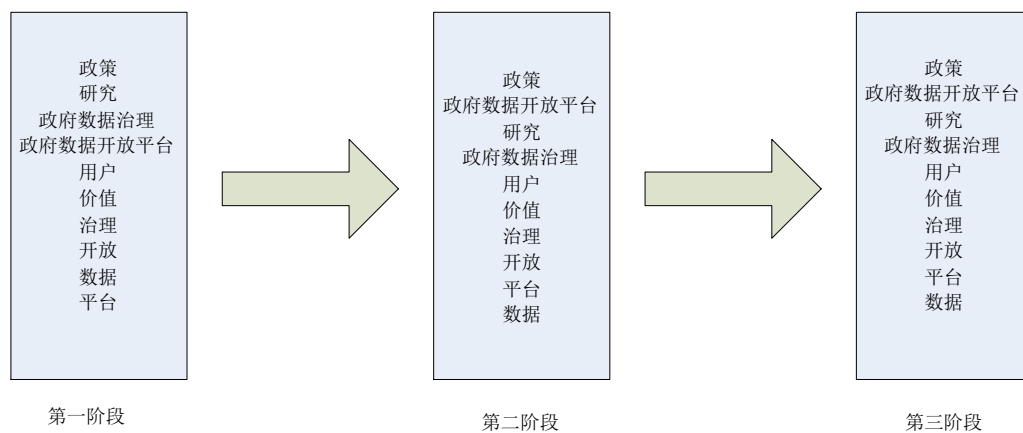 政策
研究
政府数据治理
政府数据开放平台
用户
价值
治理
开放
数据
平台
第一阶段
政策
政府数据开放平台
研究
政府数据治理
用户
价值
治理
开放
平台
数据
第二阶段
政策
政府数据开放平台
研究
政府数据治理
用户
价值
治理
开放
平台
数据
第三阶段